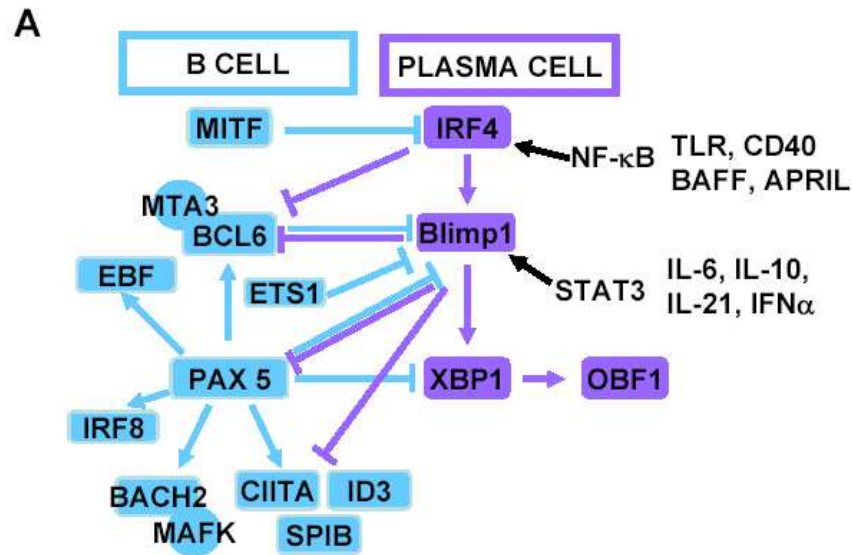 A
B CELL
PLASMA CELL
MITF
IRF4
NF-κB
TLR, CD40
BAFF, APRIL
MTA3
BCL6
Blimp1
EBF
ETS1
STAT3
IL-6, IL-10,
IL-21, IFNα
PAX 5
XBP1
OBF1
IRF8
BACH2
MAFK
CIITA
ID3
SPIB